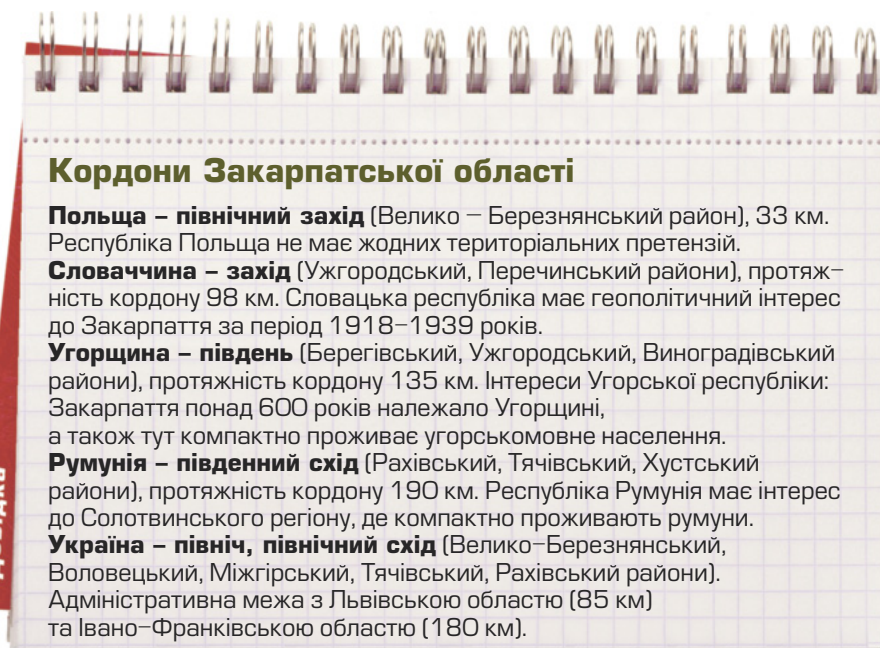 Кордони Закарпатської області
Польща – північний захід (Велико – Березнянський район), 33 км.
Республіка Польща не має жодних територіальних претензій.
Словаччина – захід (Ужгородський, Перечинський райони), протяж–
ність кордону 98 км. Словацька республіка має геополітичний інтерес
до Закарпаття за період 1918–1939 років.
Угорщина – південь (Берегівський, Ужгородський, Виноградівський
райони), протяжність кордону 135 км. Інтереси Угорської республіки:
Закарпаття понад 600 років належало Угорщині,
а також тут компактно проживає угорськомовне населення.
Румунія – південний схід (Рахівський, Тячівський, Хустський
райони), протяжність кордону 190 км. Республіка Румунія має інтерес
до Солотвинського регіону, де компактно проживають румуни.
Україна – північ, північний схід (Велико–Березнянський,
Воловецький, Міжгірський, Тячівський, Рахівський райони).
Адміністративна межа з Львівською областю (85 км)
та Івано–Франківською областю (180 км).